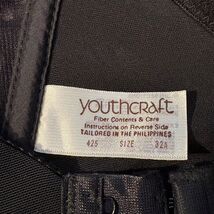 youthcraft
Fiber Contents & Care
Instructions on Reverse Side
TAILORED IN THE PHILIPPINES
425 SIZE 32A